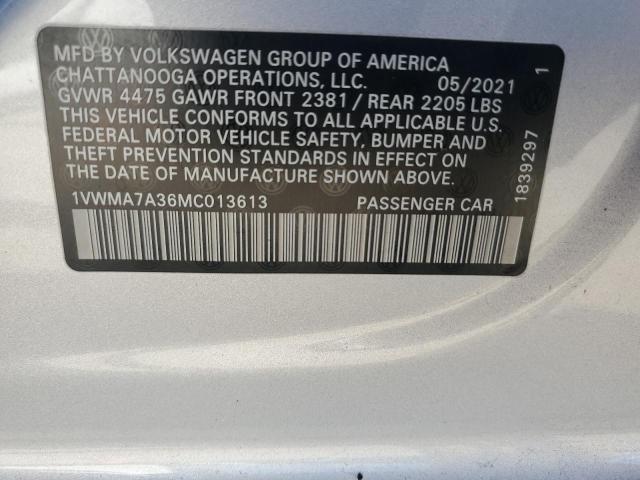 MFD BY VOLKSWAGEN GROUP OF AMERICA
CHATTANOOGA OPERATIONS, LLC. 05/2021
GVWR 4475 GAWR FRONT 2381 / REAR 2205 LBS
THIS VEHICLE CONFORMS TO ALL APPLICABLE U.S.
FEDERAL MOTOR VEHICLE SAFETY, BUMPER AND
THEFT PREVENTION STANDARDS IN EFFECT ON
THE DATE OF MANUFACTURE SHOWN ABOVE.
1VWMA7A36MC013613 PASSENGER CAR
1839297 1